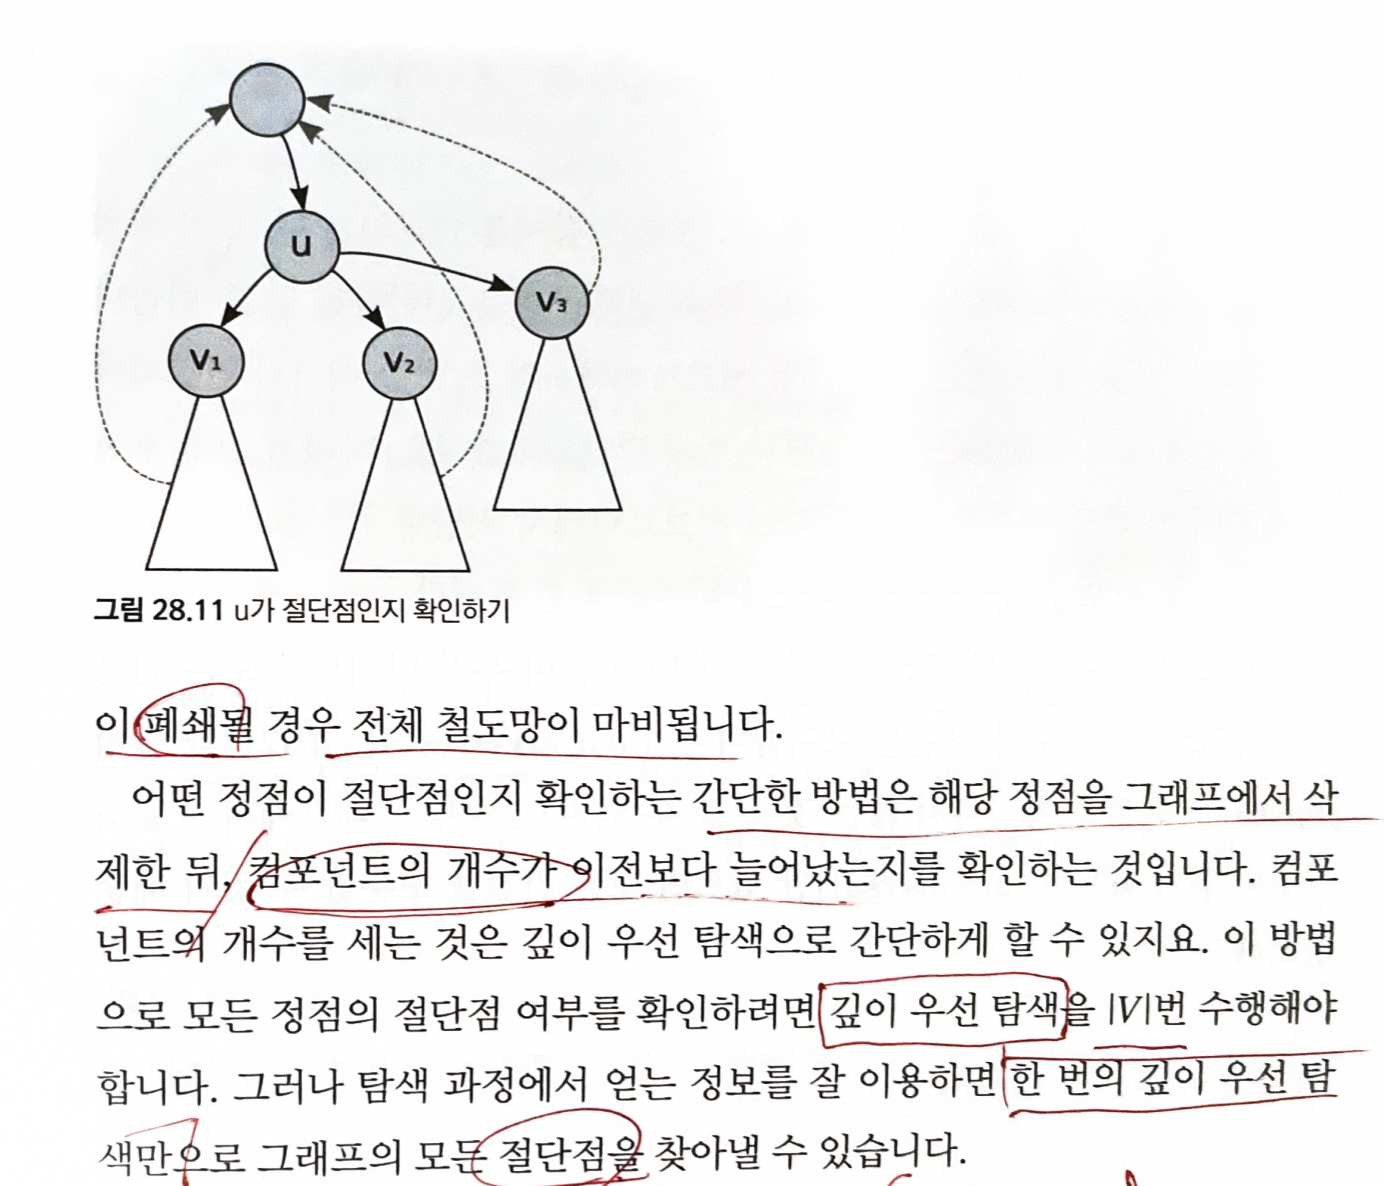 u
V₁
V₂
V₃
그림 28.11 u가 절단점인지 확인하기
이 폐쇄될 경우 전체 철도망이 마비됩니다.
어떤 정점이 절단점인지 확인하는 간단한 방법은 해당 정점을 그래프에서 삭
제한 뒤, 컴포넌트의 개수가 이전보다 늘어났는지를 확인하는 것입니다. 컴포
넌트의 개수를 세는 것은 깊이 우선 탐색으로 간단하게 할 수 있지요. 이 방법
으로 모든 정점의 절단점 여부를 확인하려면 깊이 우선 탐색을 |V|번 수행해야
합니다. 그러나 탐색 과정에서 얻는 정보를 잘 이용하면 한 번의 깊이 우선 탐
색만으로 그래프의 모든 절단점을 찾아낼 수 있습니다.